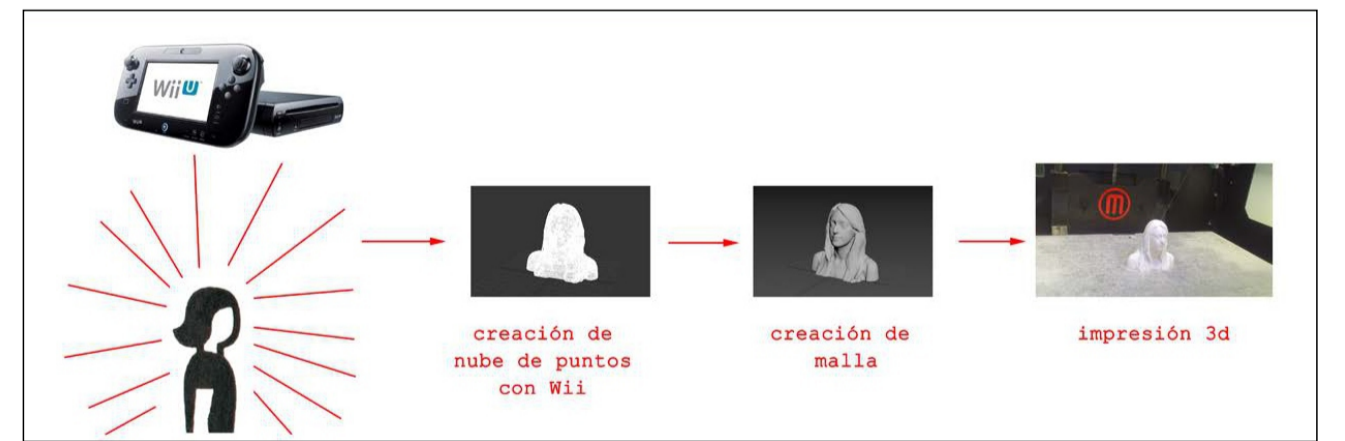 Wii U
creación de
nube de puntos
con Wii
creación de
malla
impresión 3d